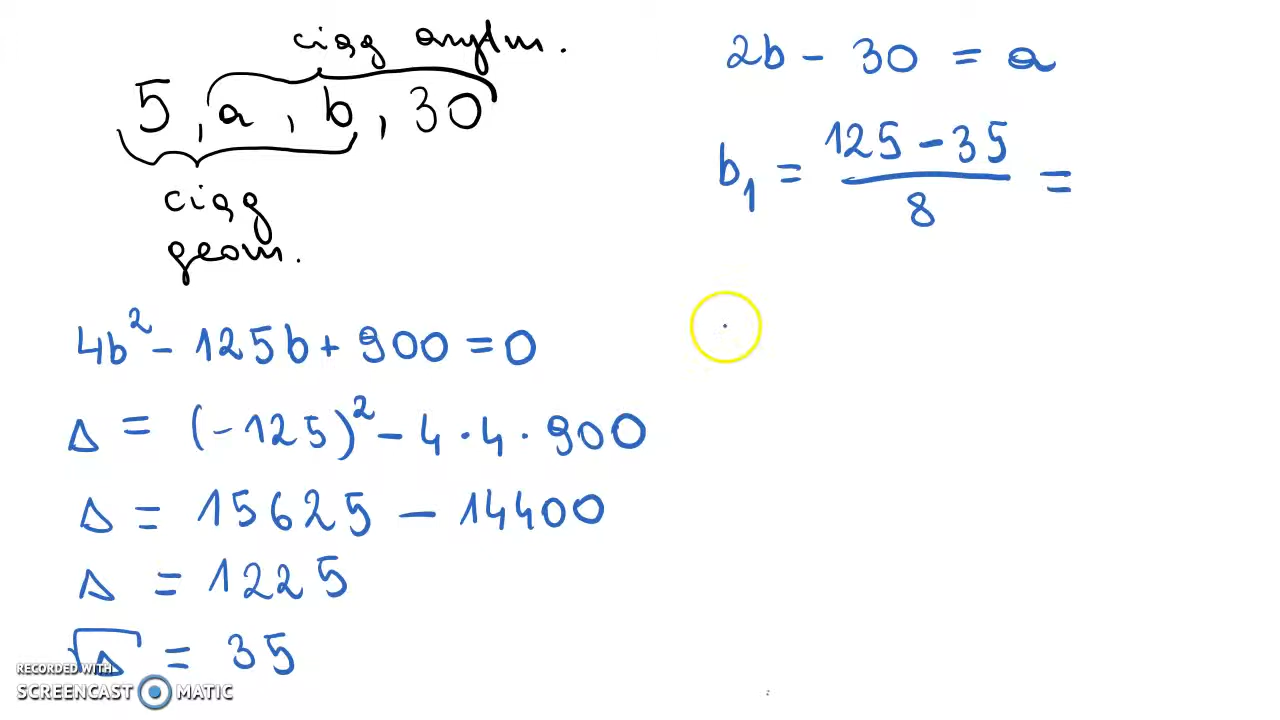 ciąg arytm.
5, a, b, 30
ciąg
geom.
4b² - 125b + 900 = 0
Δ = (-125)² - 4 · 4 · 900
Δ = 15625 - 14400
Δ = 1225
√Δ = 35
2b - 30 = a
b₁ = (125 - 35)/8 =
RECORDED WITH
SCREENCAST MATIC